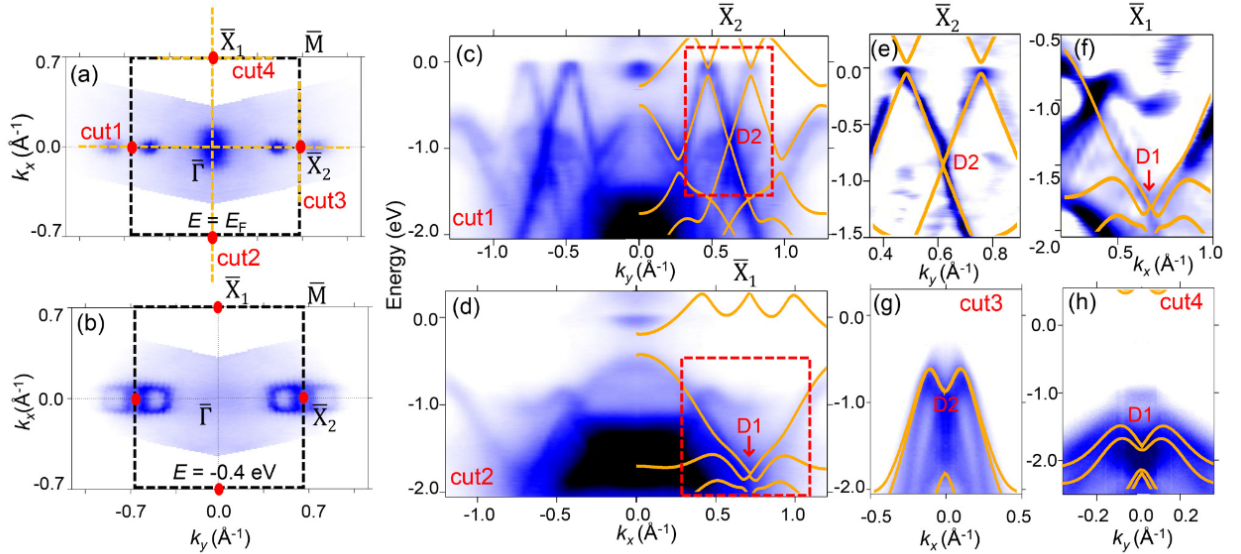 X̄₂ X̄₂ X̄₁
(a) X̄₁ M̄
0.7
cut4
cut1
kx (Å⁻¹)
0.0
Γ̄ X̄₂
cut3
E = EF
-0.7
cut2
(b) X̄₁ M̄
0.7
kx(Å⁻¹)
0.0
Γ̄ X̄₂
E = -0.4 eV
-0.7
-0.7 0.0 0.7
ky (Å⁻¹)
Energy (eV)
(c)
0.0
D2
-1.0
cut1
-2.0
-1.0 -0.5 0.0 0.5 1.0
ky (Å⁻¹)
X̄₁
(d)
0.0
-1.0
D1
cut2
-2.0
-1.0 -0.5 0.0 0.5 1.0
kx (Å⁻¹)
(e)
0.0
-0.5
D2
-1.0
-1.5
0.4 0.6 0.8
ky (Å⁻¹)
(f)
-0.5
-1.0
D1
-1.5
-2.0
0.5 1.0
kx (Å⁻¹)
(g) cut3
0.0
D2
-1.0
-2.0
-0.5 0.0 0.5
kx (Å⁻¹)
(h) cut4
0.0
-1.0
D1
-2.0
-0.2 0.0 0.2
ky (Å⁻¹)